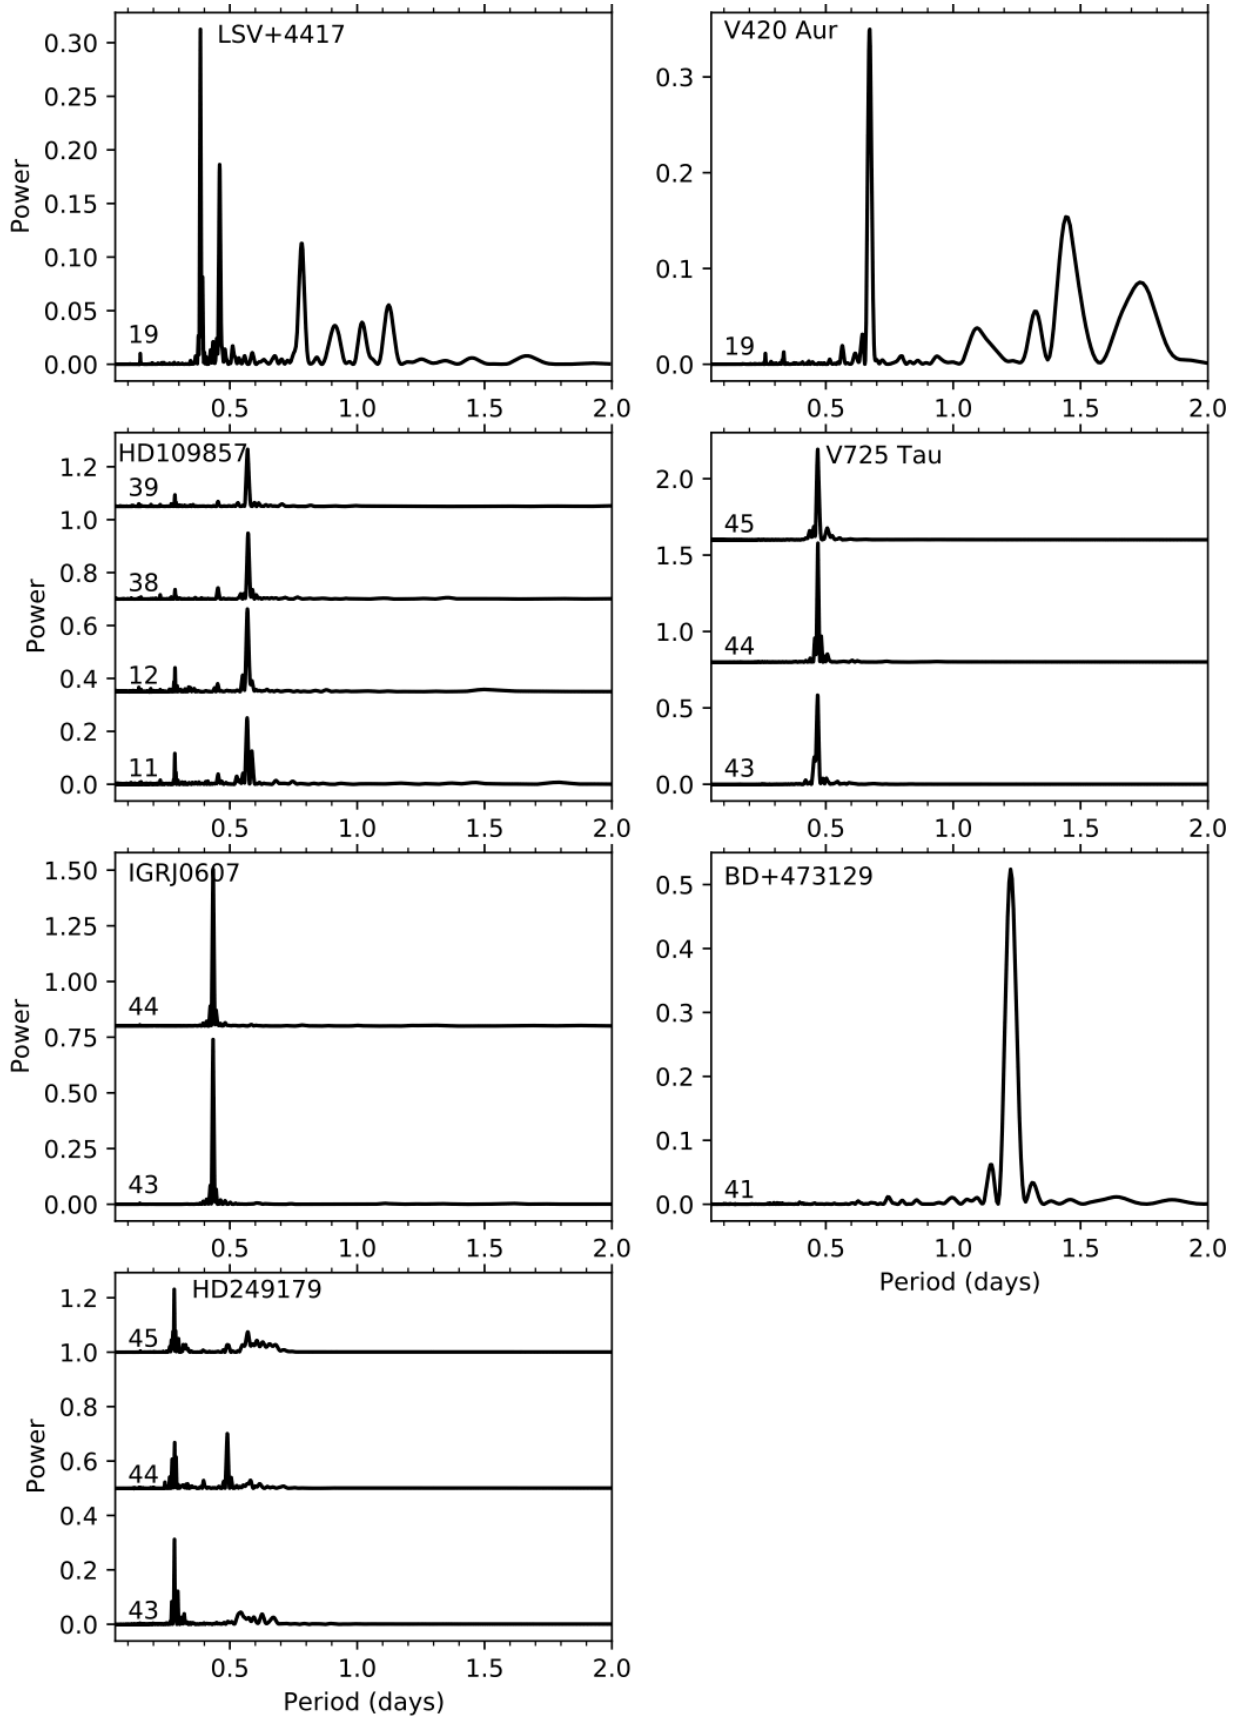 LSV+4417
0.30
0.25
0.20
0.15
0.10
0.05
0.00
Power
19
0.5 1.0 1.5 2.0
V420 Aur
0.3
0.2
0.1
0.0
19
0.5 1.0 1.5 2.0
HD109857
1.2
1.0
0.8
0.6
0.4
0.2
0.0
Power
39
38
12
11
0.5 1.0 1.5 2.0
V725 Tau
2.0
1.5
1.0
0.5
0.0
45
44
43
0.5 1.0 1.5 2.0
IGRJ0607
1.50
1.25
1.00
0.75
0.50
0.25
0.00
Power
44
43
0.5 1.0 1.5 2.0
BD+473129
0.5
0.4
0.3
0.2
0.1
0.0
41
0.5 1.0 1.5 2.0
Period (days)
HD249179
1.2
1.0
0.8
0.6
0.4
0.2
0.0
Power
45
44
43
0.5 1.0 1.5 2.0
Period (days)